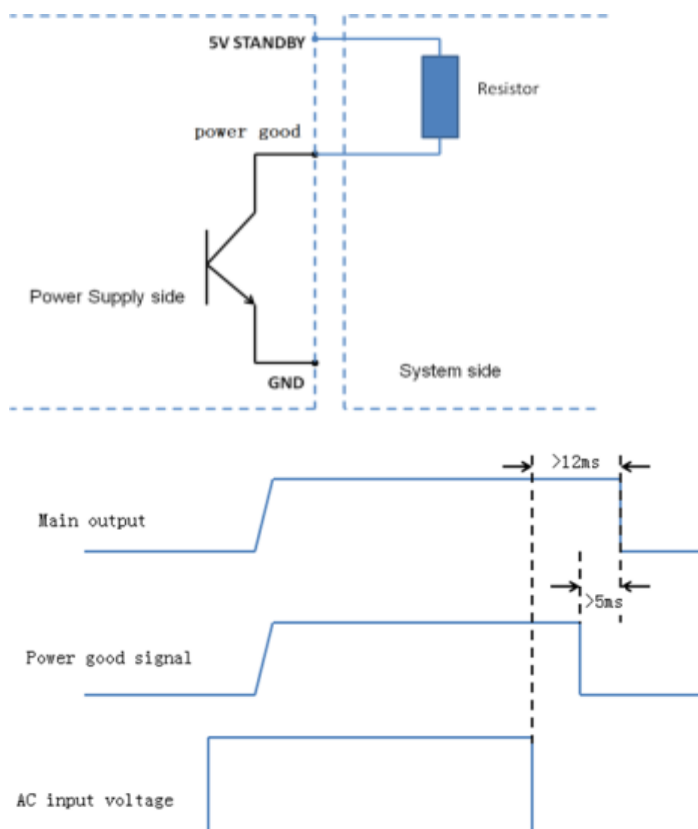 5V STANDBY
Resistor
power good
Power Supply side
System side
GND
>12ms
Main output
>5ms
Power good signal
AC input voltage